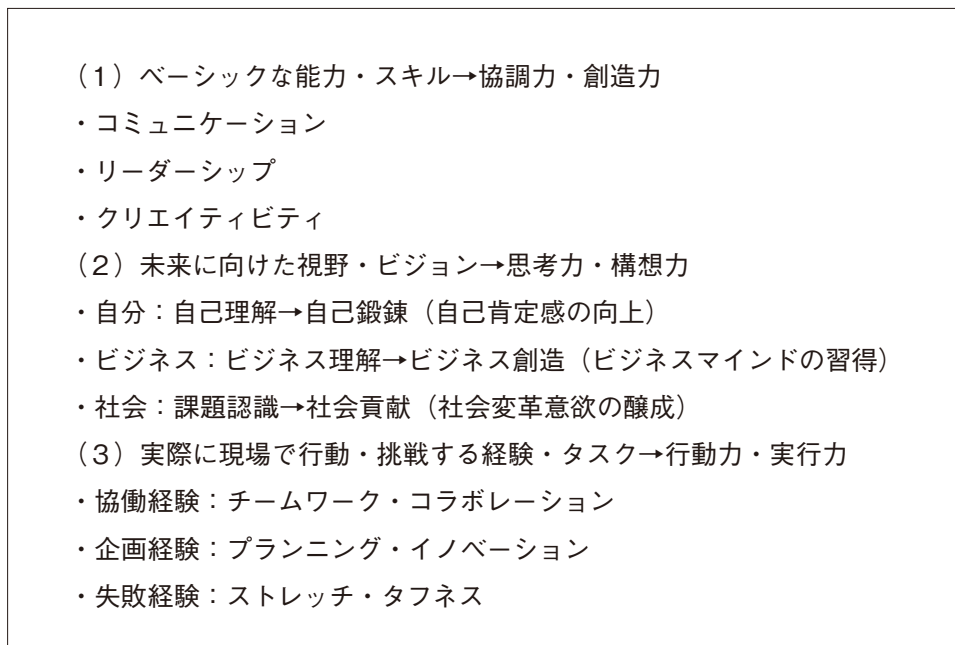 （１）ベーシックな能力・スキル→協調力・創造力
・コミュニケーション
・リーダーシップ
・クリエイティビティ
（２）未来に向けた視野・ビジョン→思考力・構想力
・自分：自己理解→自己鍛錬（自己肯定感の向上）
・ビジネス：ビジネス理解→ビジネス創造（ビジネスマインドの習得）
・社会：課題認識→社会貢献（社会変革意欲の醸成）
（３）実際に現場で行動・挑戦する経験・タスク→行動力・実行力
・協働経験：チームワーク・コラボレーション
・企画経験：プランニング・イノベーション
・失敗経験：ストレッチ・タフネス